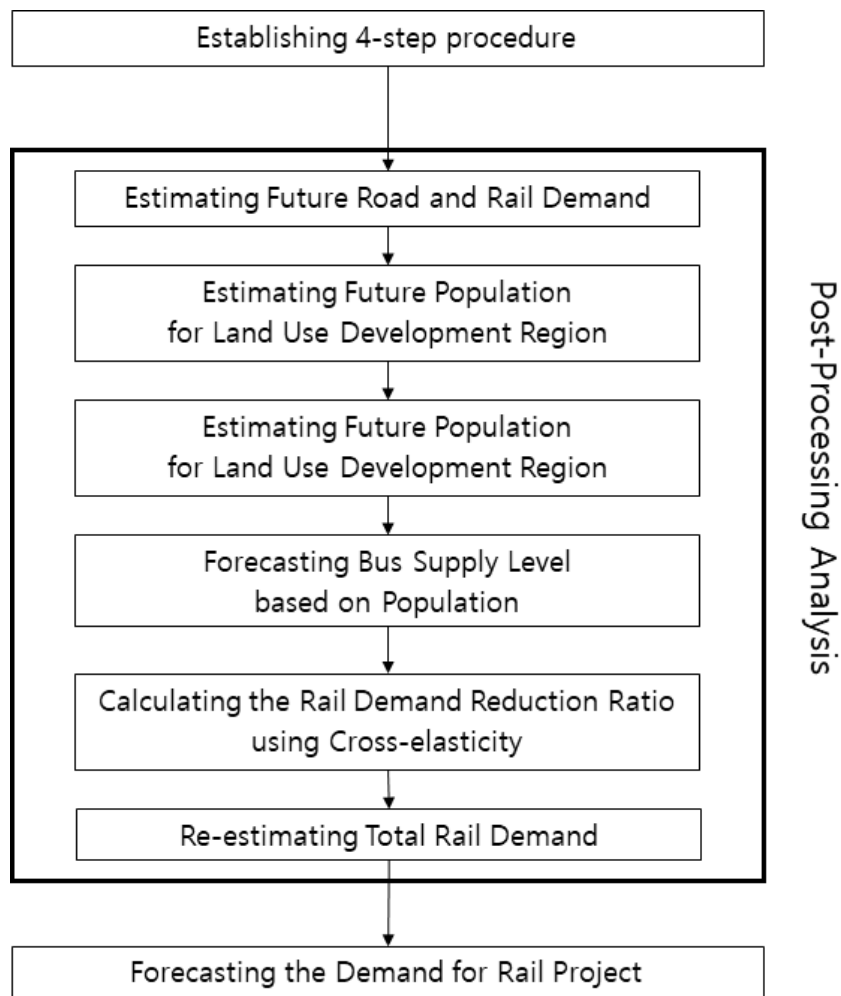 Establishing 4-step procedure
Estimating Future Road and Rail Demand
Estimating Future Population
for Land Use Development Region
Estimating Future Population
for Land Use Development Region
Forecasting Bus Supply Level
based on Population
Calculating the Rail Demand Reduction Ratio
using Cross-elasticity
Re-estimating Total Rail Demand
Post-Processing Analysis
Forecasting the Demand for Rail Project